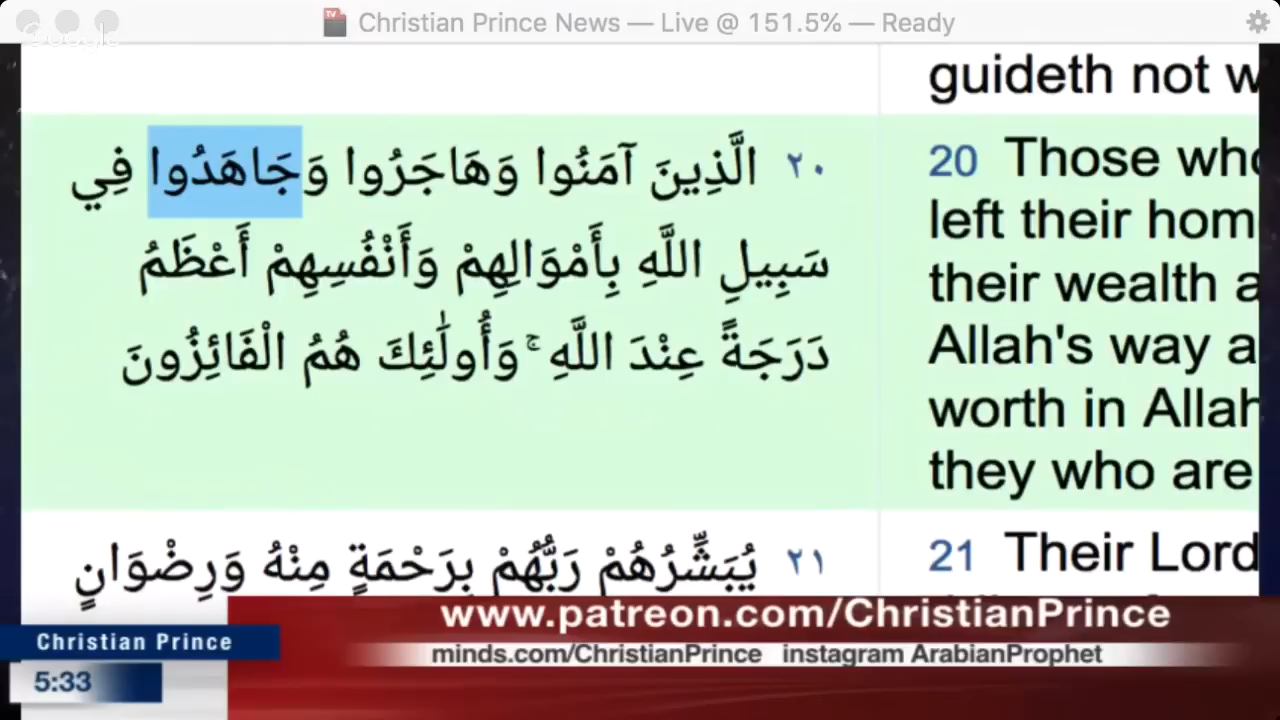 Christian Prince News — Live @ 151.5% — Ready
Google
guideth not w
٢٠ الَّذِينَ آمَنُوا وَهَاجَرُوا وَجَاهَدُوا فِي
سَبِيلِ اللَّهِ بِأَمْوَالِهِمْ وَأَنْفُسِهِمْ أَعْظَمُ
دَرَجَةً عِنْدَ اللَّهِ ۚ وَأُولَٰئِكَ هُمُ الْفَائِزُونَ
20 Those who
left their hom
their wealth a
Allah's way a
worth in Allah
they who are
٢١ يُبَشِّرُهُمْ رَبُّهُمْ بِرَحْمَةٍ مِنْهُ وَرِضْوَانٍ
21 Their Lord
www.patreon.com/ChristianPrince
Christian Prince
minds.com/ChristianPrince instagram ArabianProphet
5:33